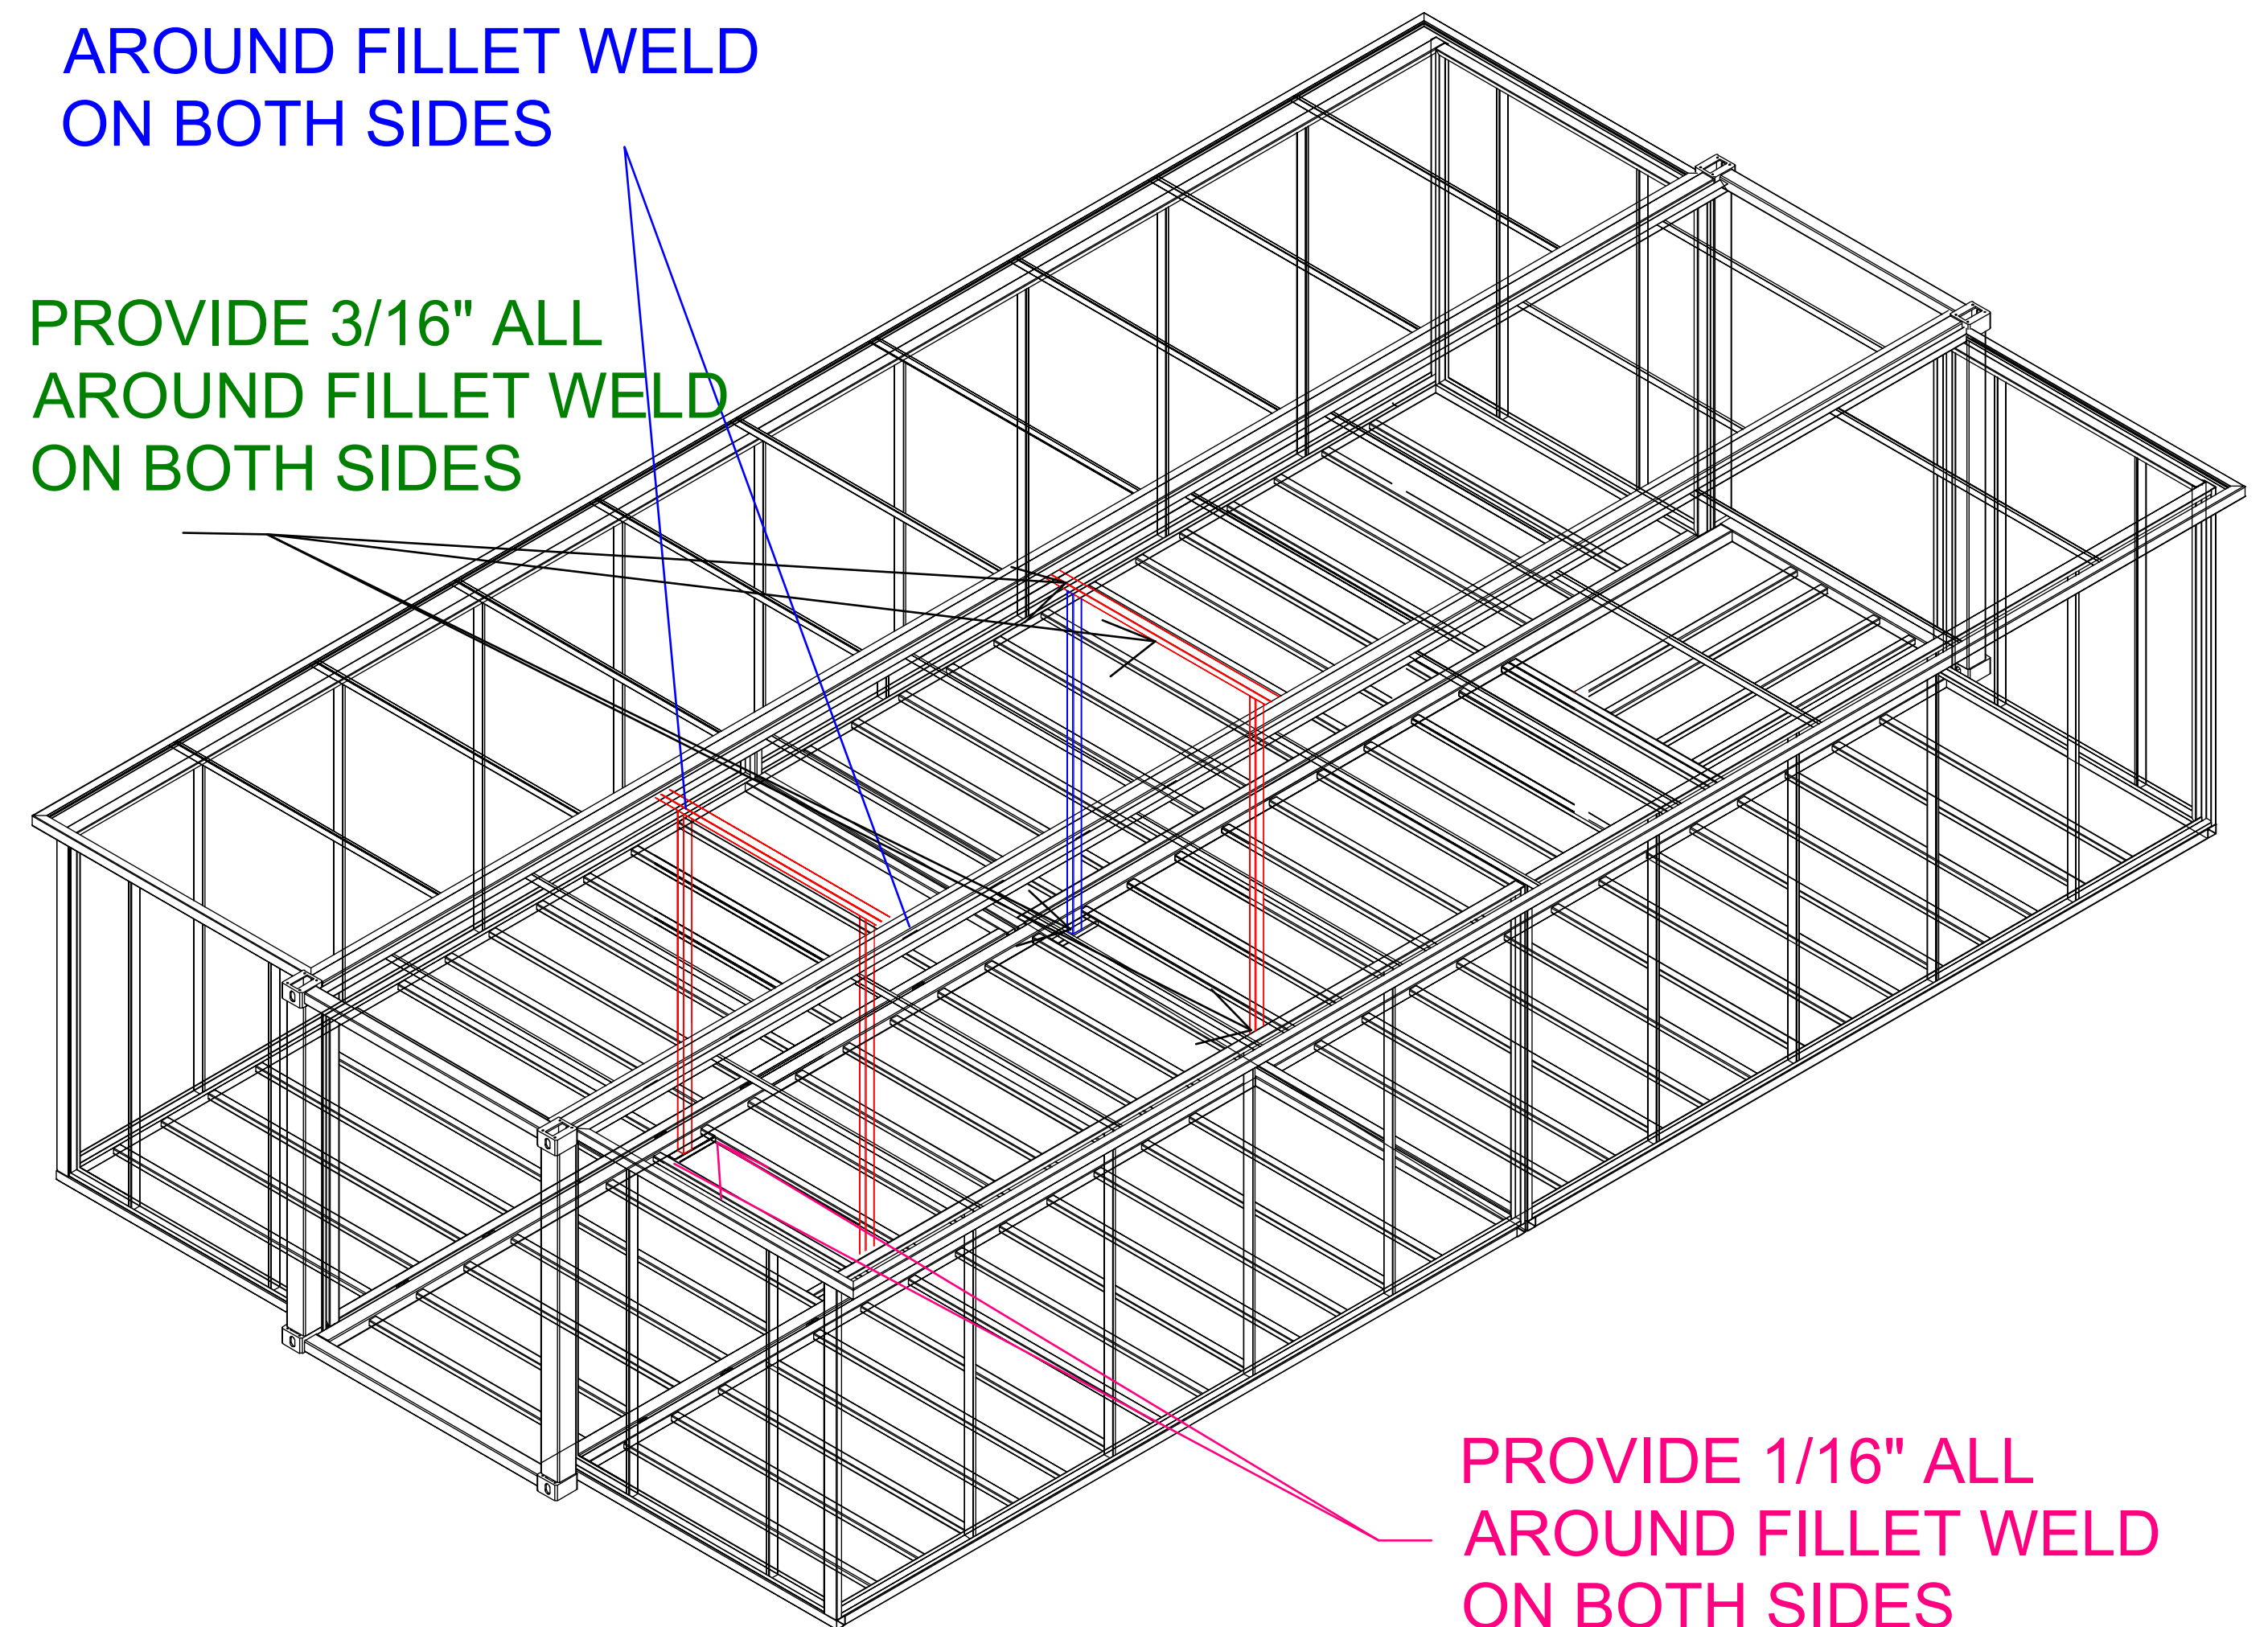 AROUND FILLET WELD
ON BOTH SIDES
PROVIDE 3/16" ALL
AROUND FILLET WELD
ON BOTH SIDES
PROVIDE 1/16" ALL
AROUND FILLET WELD
ON BOTH SIDES